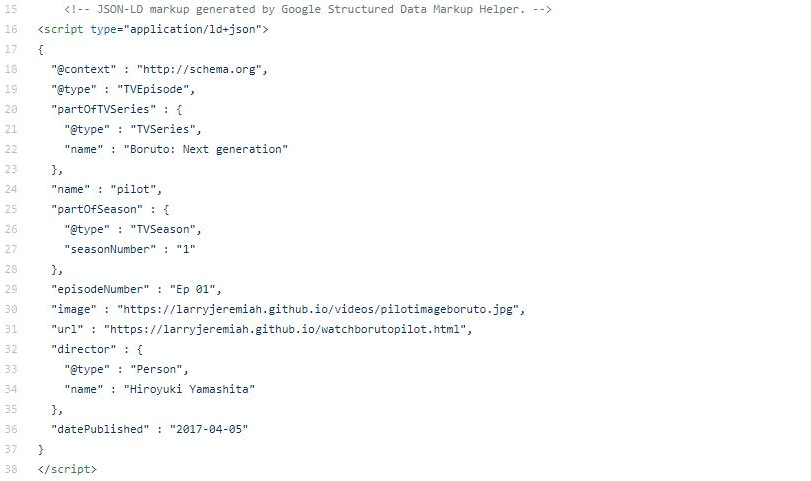 15 <!-- JSON-LD markup generated by Google Structured Data Markup Helper. -->
16 <script type="application/ld+json">
17 {
18 "@context" : "http://schema.org",
19 "@type" : "TVEpisode",
20 "partOfTVSeries" : {
21 "@type" : "TVSeries",
22 "name" : "Boruto: Next generation"
23 },
24 "name" : "pilot",
25 "partOfSeason" : {
26 "@type" : "TVSeason",
27 "seasonNumber" : "1"
28 },
29 "episodeNumber" : "Ep 01",
30 "image" : "https://larryjeremiah.github.io/videos/pilotimageboruto.jpg",
31 "url" : "https://larryjeremiah.github.io/watchborutopilot.html",
32 "director" : {
33 "@type" : "Person",
34 "name" : "Hiroyuki Yamashita"
35 },
36 "datePublished" : "2017-04-05"
37 }
38 </script>